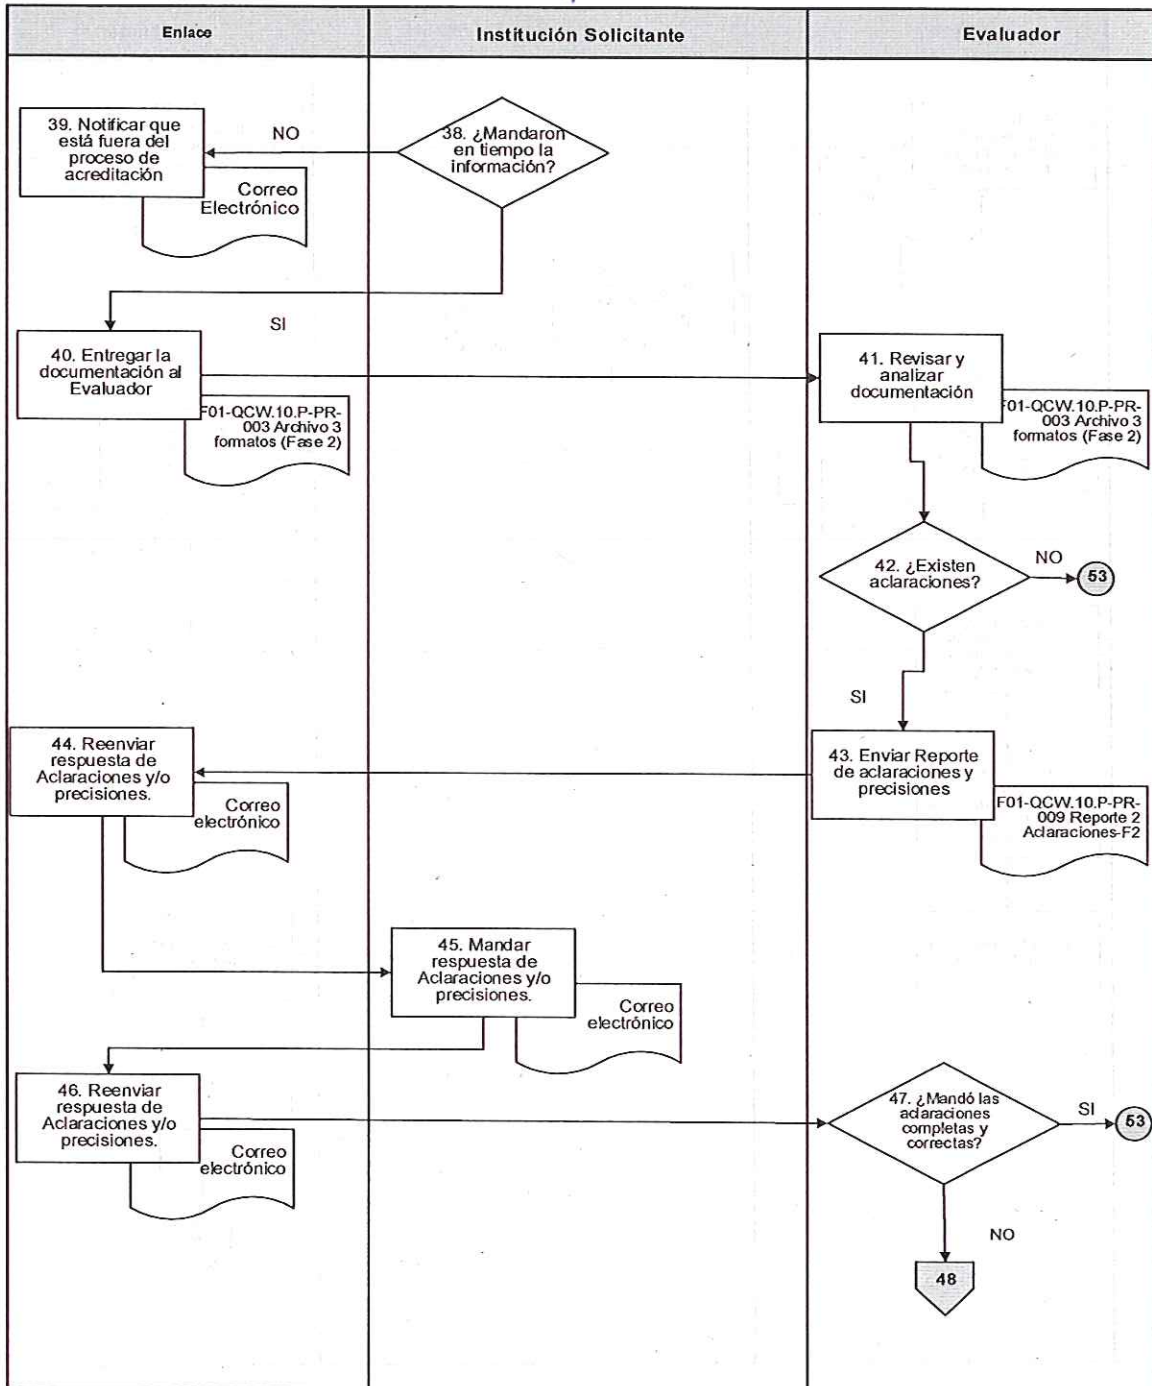 Enlace
Institución Solicitante
Evaluador
38. ¿Mandaron
en tiempo la
información?
NO
39. Notificar que
está fuera del
proceso de
acreditación
Correo
Electrónico
SI
40. Entregar la
documentación al
Evaluador
F01-QCW.10.P-PR-
003 Archivo 3
formatos (Fase 2)
41. Revisar y
analizar
documentación
F01-QCW.10.P-PR-
003 Archivo 3
formatos (Fase 2)
42. ¿Existen
aclaraciones?
NO
53
SI
43. Enviar Reporte
de aclaraciones y
precisiones
F01-QCW.10.P-PR-
009 Reporte 2
Aclaraciones-F2
44. Reenviar
respuesta de
Aclaraciones y/o
precisiones.
Correo
electrónico
45. Mandar
respuesta de
Aclaraciones y/o
precisiones.
Correo
electrónico
46. Reenviar
respuesta de
Aclaraciones y/o
precisiones.
Correo
electrónico
47. ¿Mandó las
aclaraciones
completas y
correctas?
SI
53
NO
48